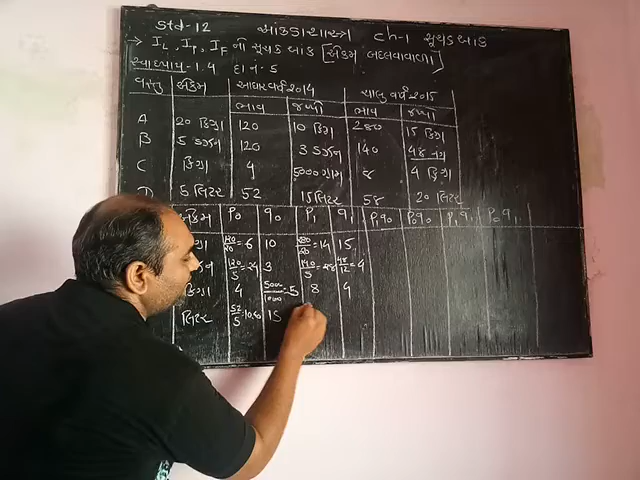 Std-12 આંકડાશાસ્ત્ર Ch-1 સૂચક આંક
→ IL, IP, IF ની સૂચક આંક [એકમ બદલવાવાળા]
સ્વાધ્યાય-1.4 દા.નં-5
વસ્તુ એકમ આધારવર્ષ 2014 ચાલુ વર્ષ 2015
ભાવ જથ્થો ભાવ જથ્થો
A 20 કિગ્રા 120 10 કિગ્રા 280 15 કિગ્રા
B 5 ડઝન 120 3 ડઝન 140 48 નંગ
C કિગ્રા 4 5000 ગ્રામ 8 4 કિગ્રા
D 5 લિટર 52 15 લિટર 58 20 લિટર
એકમ P0 q0 P1 q1 P1q0 P0q0 P1q1 P0q1
120/20 = 6 10 280/20 = 14 15
120/5 = 24 3 140/5 = 28 48/12 = 4
કિગ્રા 4 5000/1000 = 5 8 4
લિટર 52/5 = 10.40 15